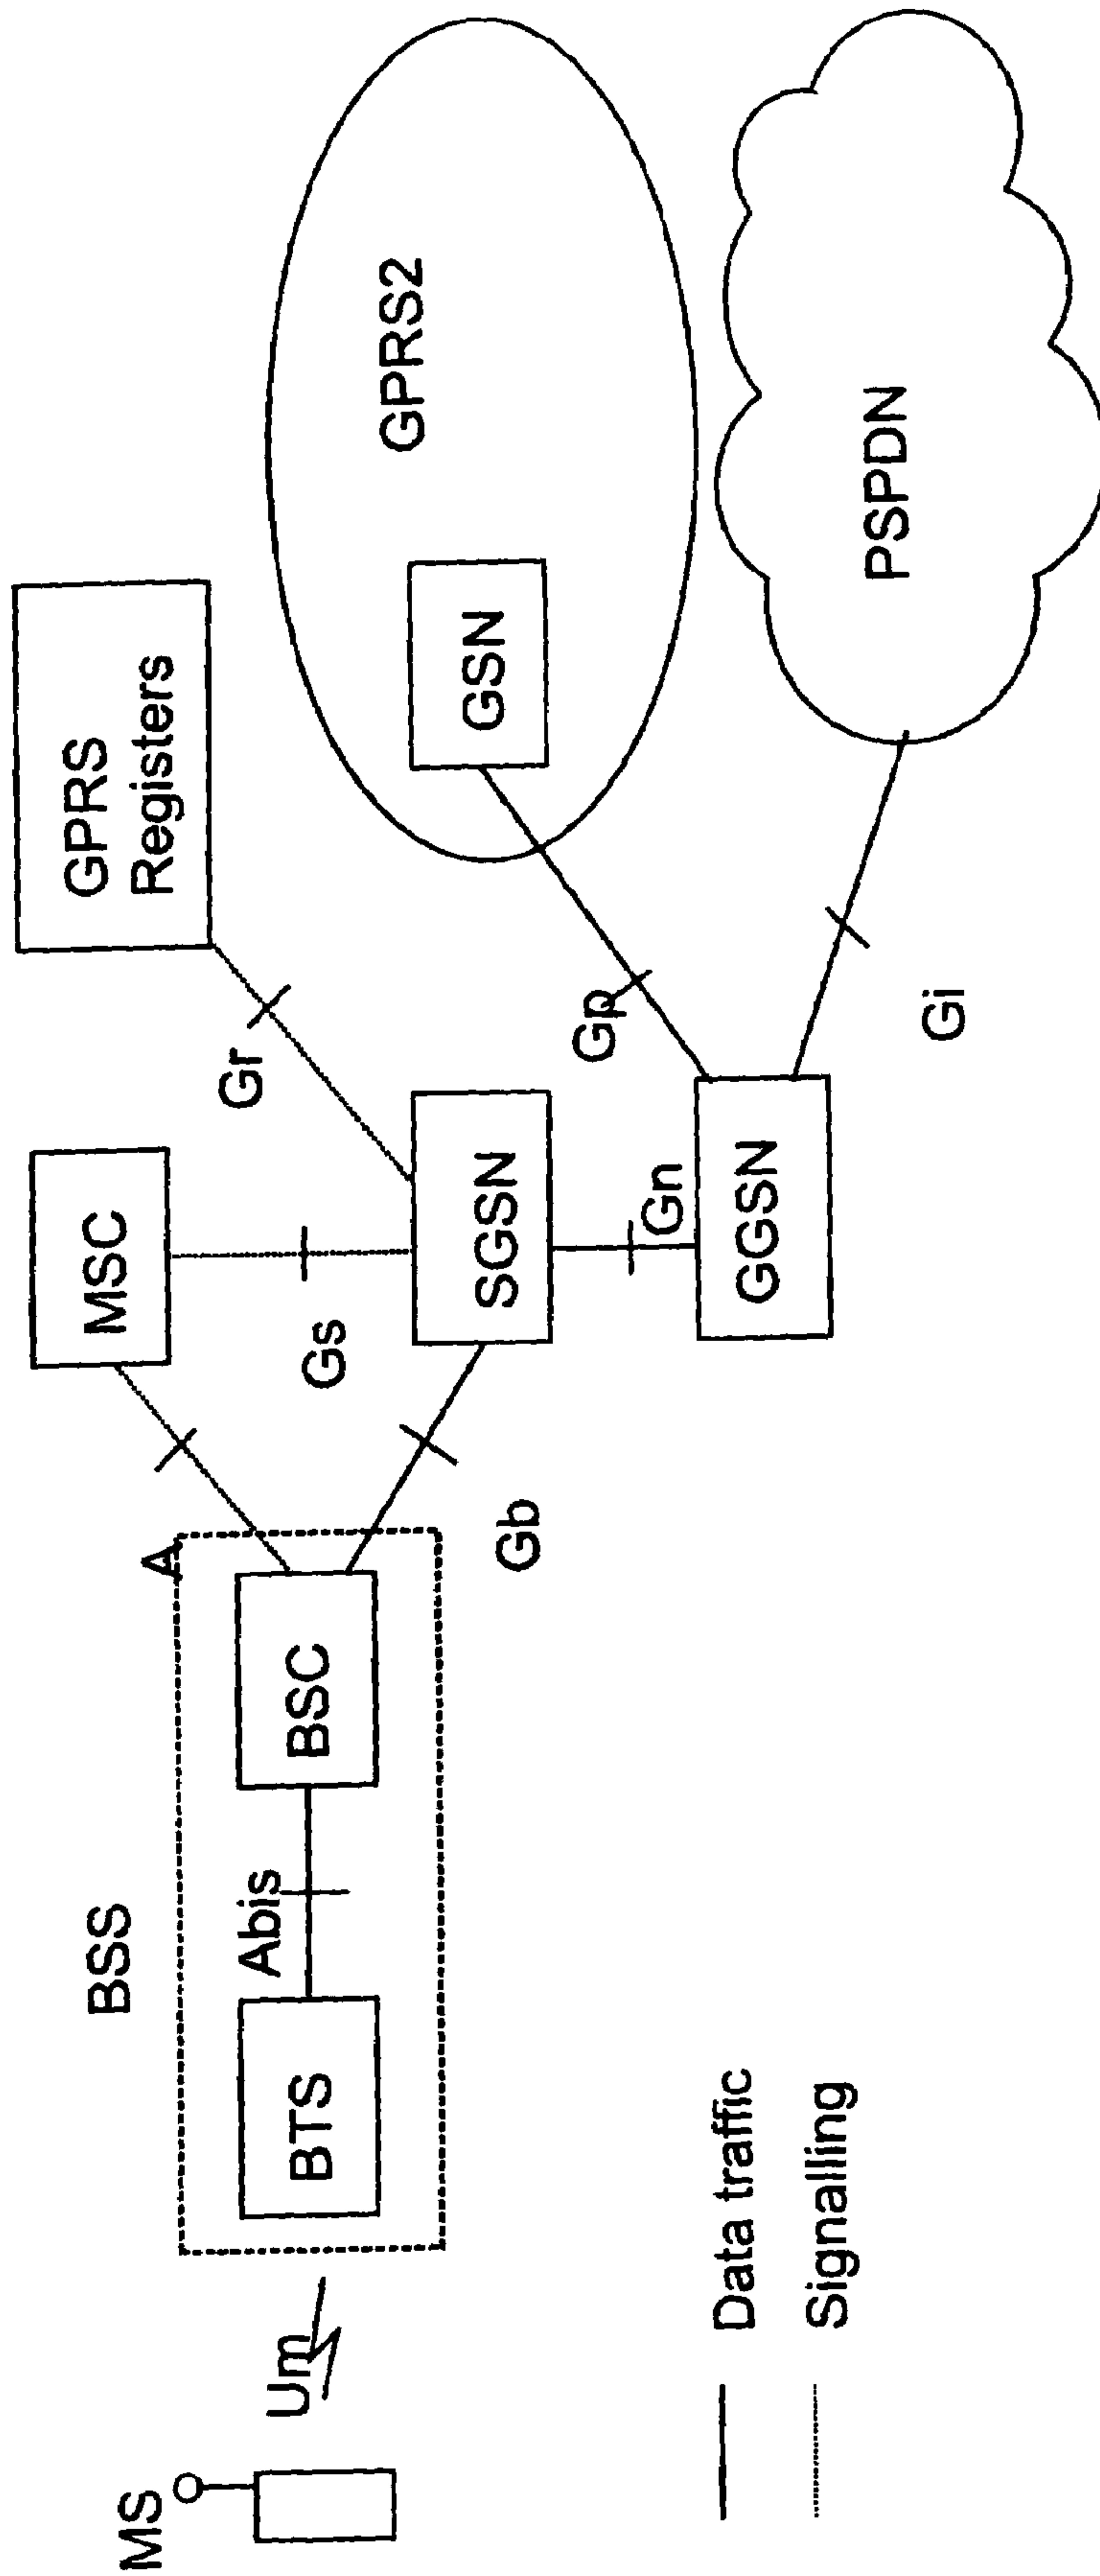 MS
Um
BSS
BTS
Abis
BSC
A
MSC
Gs
Gb
SGSN
Gr
GPRS
Registers
Gn
GGSN
Gp
Gi
GSN
GPRS2
PSPDN
Data traffic
Signalling